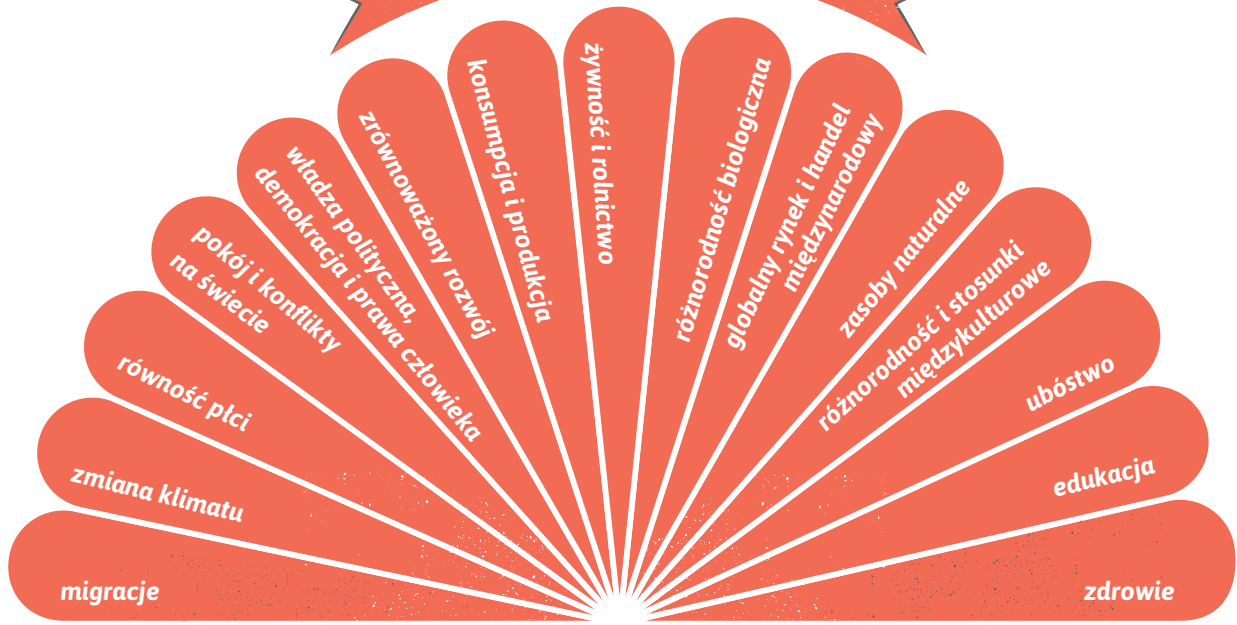 migracje
zmiana klimatu
równość płci
pokój i konflikty
na świecie
władza polityczna,
demokracja i prawa człowieka
zrównoważony rozwój
konsumpcja i produkcja
żywność i rolnictwo
różnorodność biologiczna
globalny rynek i handel
międzynarodowy
zasoby naturalne
różnorodność i stosunki
międzykulturowe
ubóstwo
edukacja
zdrowie